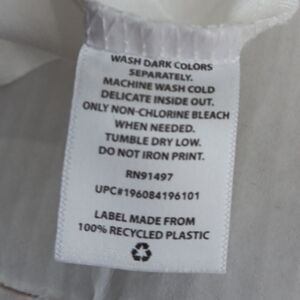 WASH DARK COLORS
SEPARATELY.
MACHINE WASH COLD
DELICATE INSIDE OUT.
ONLY NON-CHLORINE BLEACH
WHEN NEEDED.
TUMBLE DRY LOW.
DO NOT IRON PRINT.
RN91497
UPC#196084196101
LABEL MADE FROM
100% RECYCLED PLASTIC